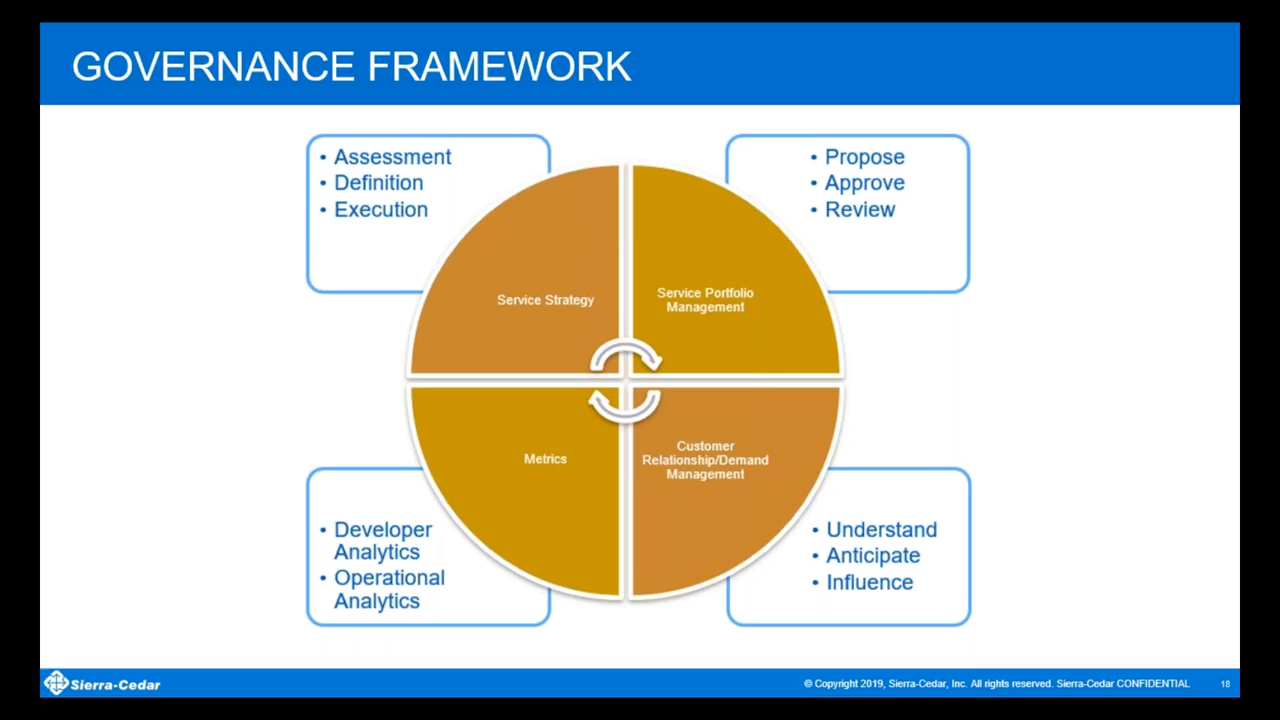 GOVERNANCE FRAMEWORK
• Assessment
• Definition
• Execution
• Propose
• Approve
• Review
Service Strategy
Service Portfolio
Management
Metrics
Customer
Relationship/Demand
Management
• Developer
Analytics
• Operational
Analytics
• Understand
• Anticipate
• Influence
Sierra-Cedar
© Copyright 2019, Sierra-Cedar, Inc. All rights reserved. Sierra-Cedar CONFIDENTIAL 18